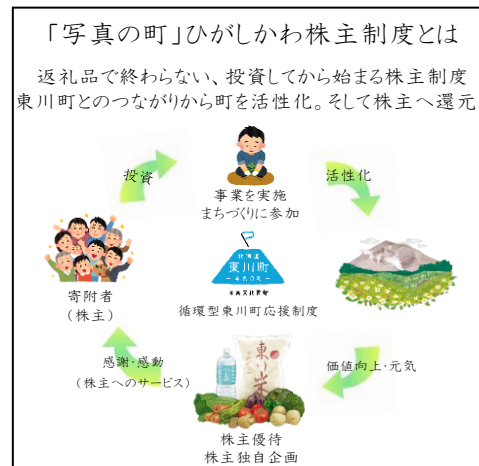 「写真の町」ひがしかわ株主制度とは
返礼品で終わらない、投資してから始まる株主制度
東川町とのつながりから町を活性化。そして株主へ還元
投資
事業を実施
まちづくりに参加
活性化
寄附者
(株主)
北海道
東川町
循環型東川町応援制度
感謝・感動
(株主へのサービス)
東川米
価値向上・元気
株主優待
株主独自企画